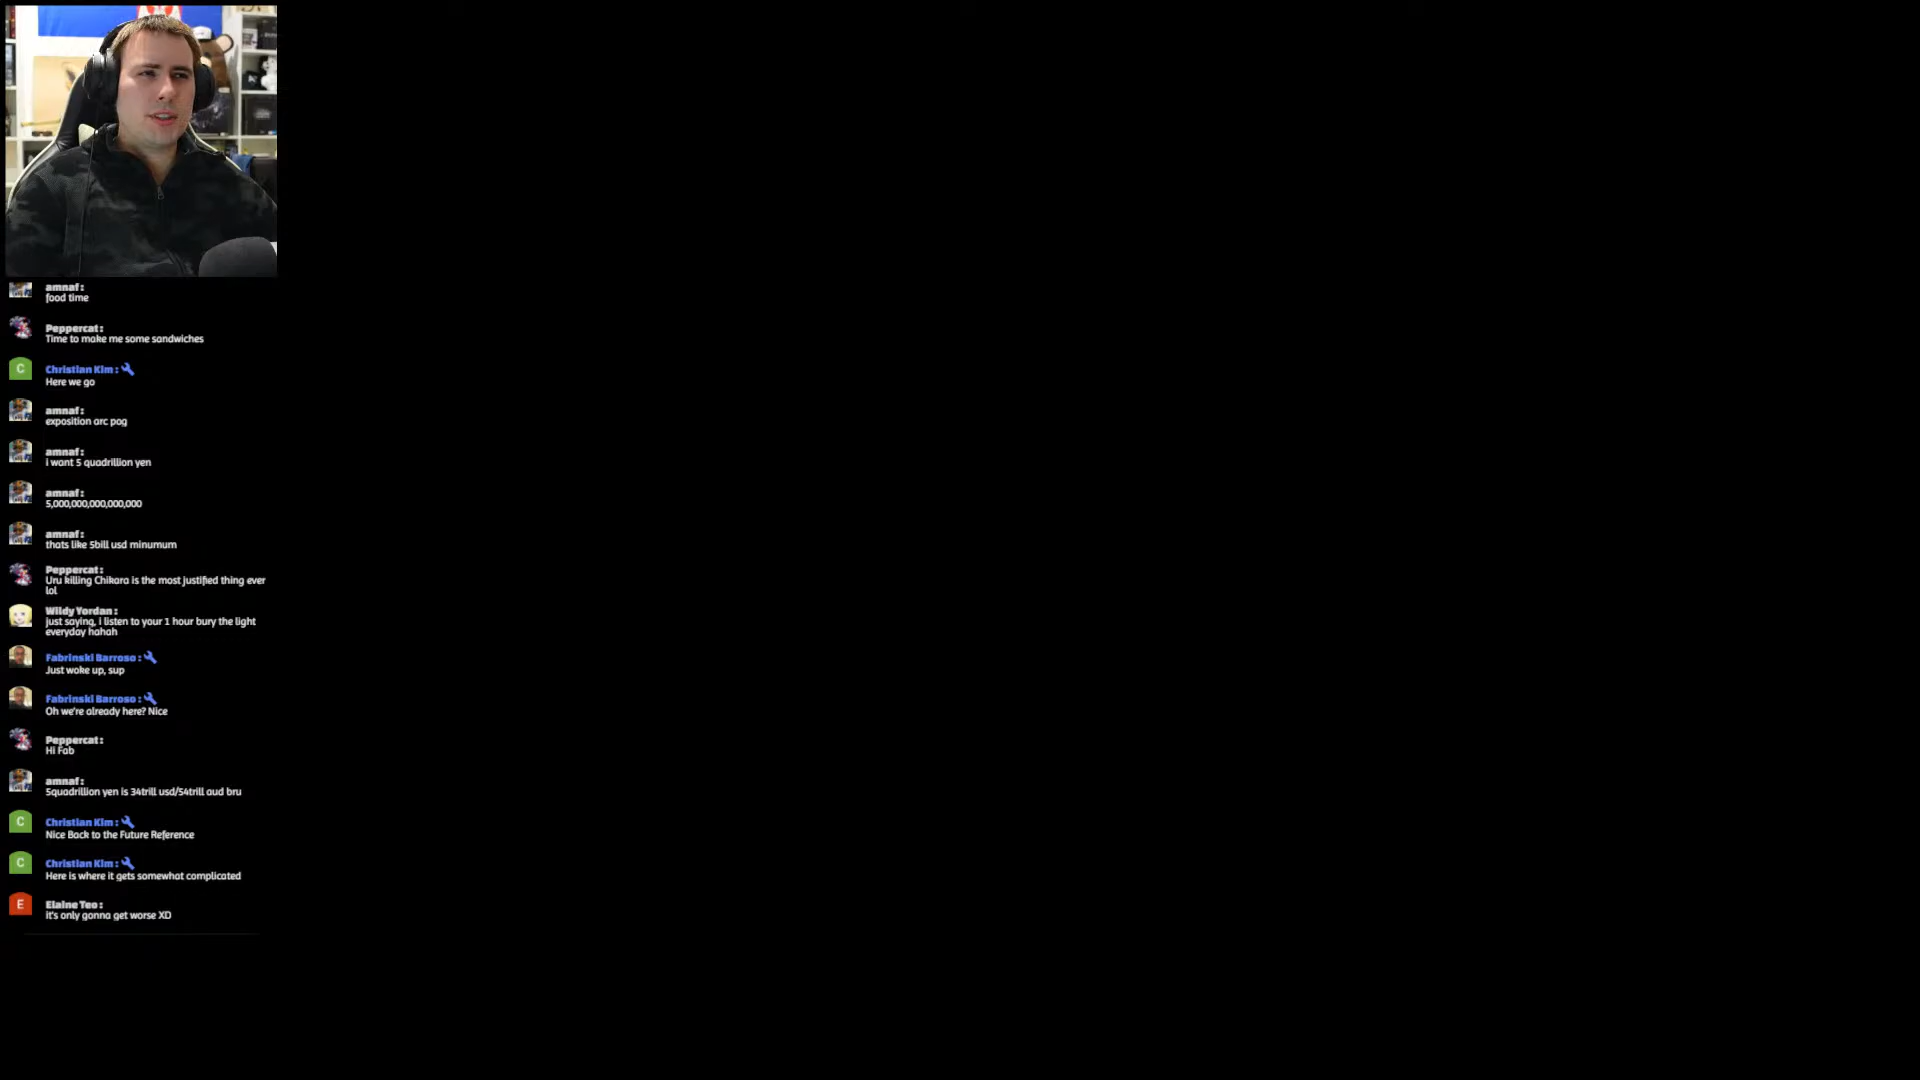 amnaf :
food time
Peppercat :
Time to make me some sandwiches
C
Christian Kim :
Here we go
amnaf :
exposition arc pog
amnaf :
i want 5 quadrillion yen
amnaf :
5,000,000,000,000,000
amnaf :
thats like 5bill usd minumum
Peppercat :
Uru killing Chikara is the most justified thing ever
lol
Wildy Yordan :
just saying, i listen to your 1 hour bury the light
everyday hahah
Fabrinski Barroso :
Just woke up, sup
Fabrinski Barroso :
Oh we're already here? Nice
Peppercat :
Hi Fab
amnaf :
5quadrillion yen is 34trill usd/54trill aud bru
C
Christian Kim :
Nice Back to the Future Reference
C
Christian Kim :
Here is where it gets somewhat complicated
E
Elaine Teo :
it's only gonna get worse XD